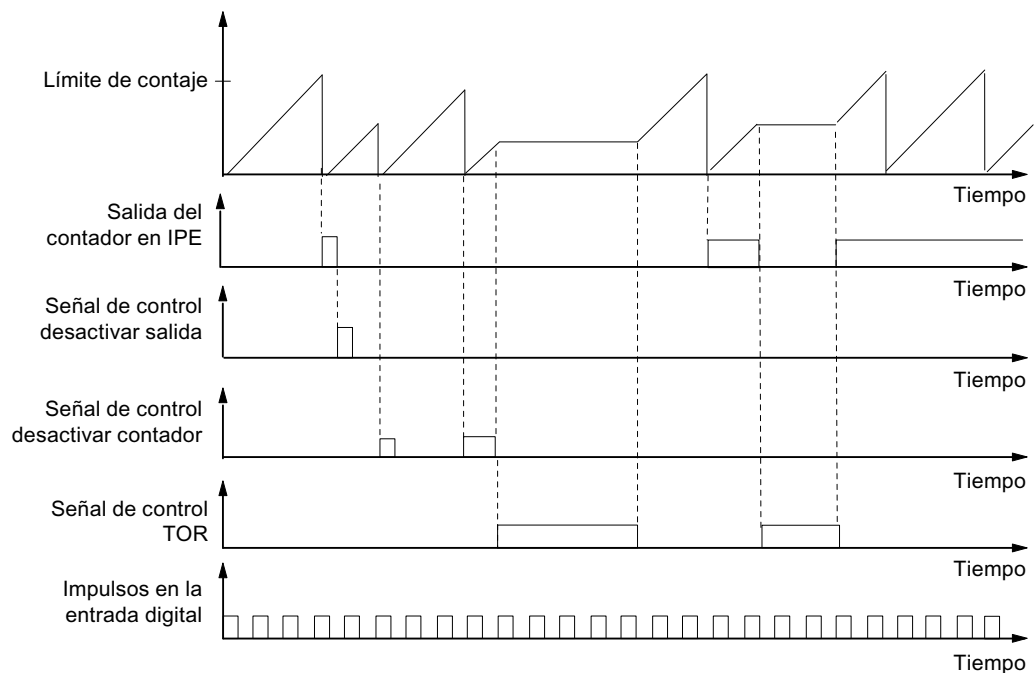 Límite de contaje
Tiempo
Salida del
contador en IPE
Tiempo
Señal de control
desactivar salida
Tiempo
Señal de control
desactivar contador
Tiempo
Señal de control
TOR
Tiempo
Impulsos en la
entrada digital
Tiempo